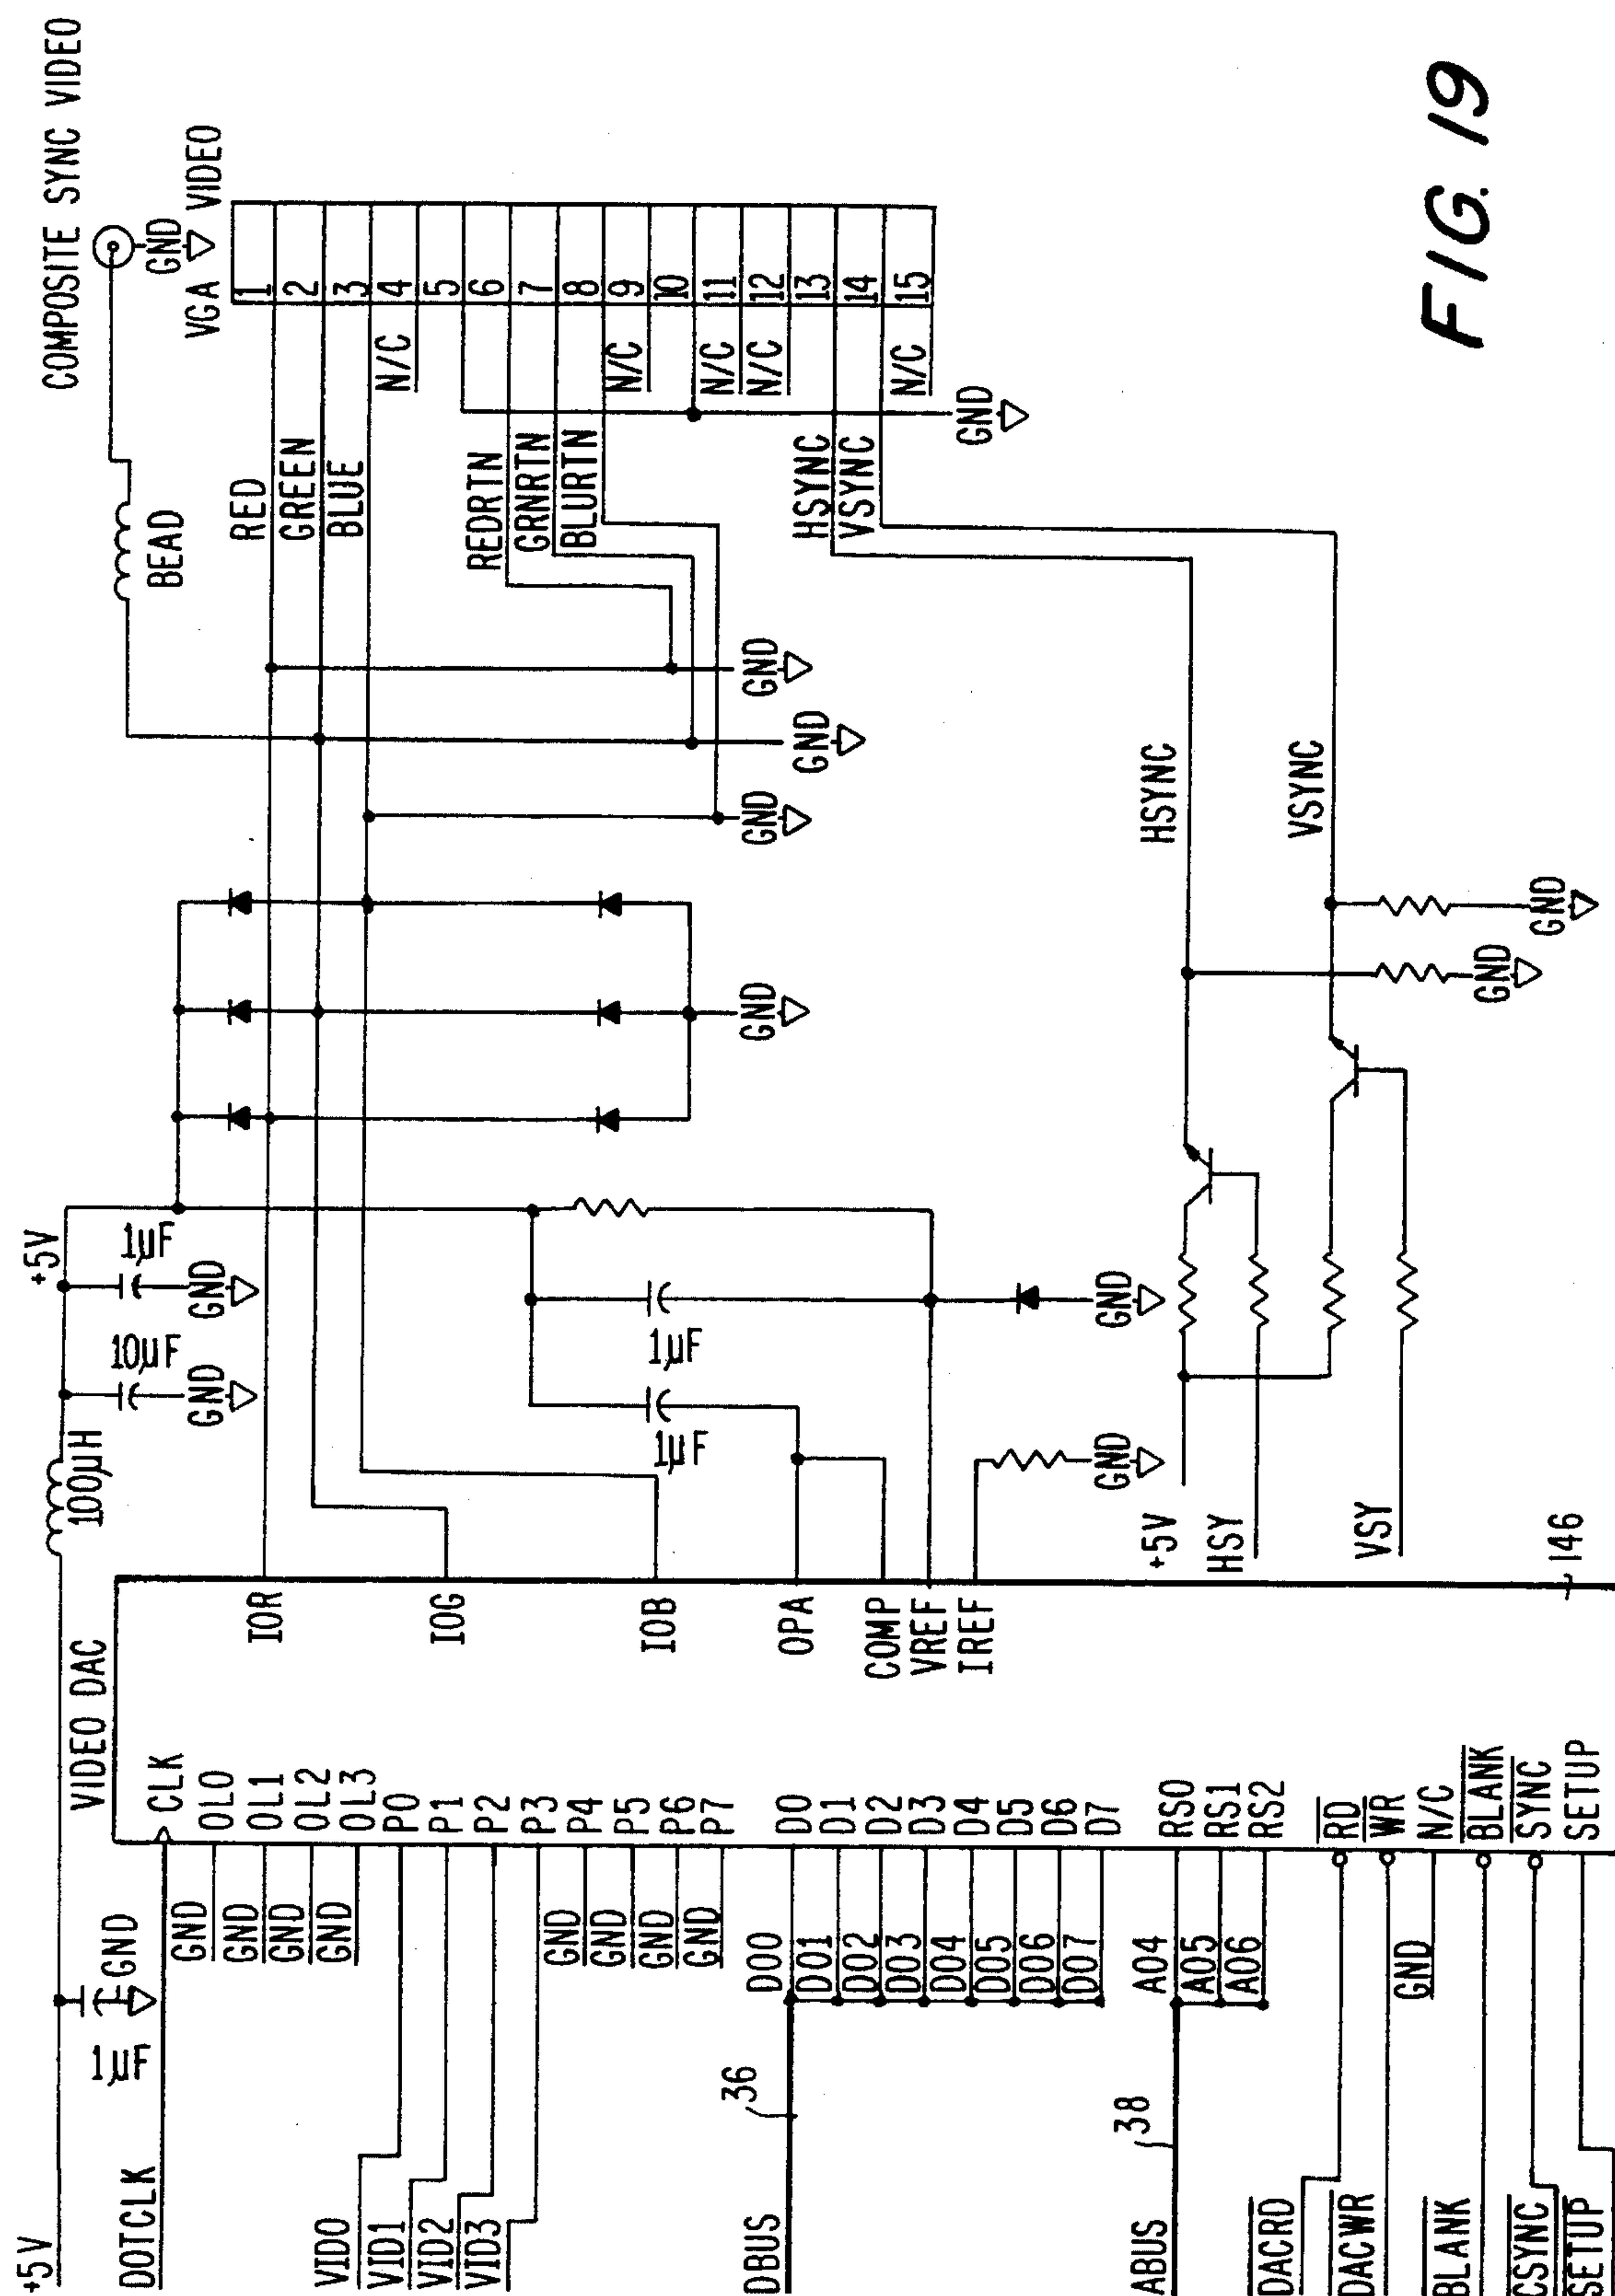 COMPOSITE SYNC VIDEO
GND
VGA VIDEO
BEAD
1
2
3
4
5
6
7
8
9
10
11
12
13
14
15
RED
GREEN
BLUE
N/C
REDRTN
GRNRTN
BLURTN
N/C
N/C
N/C
HSYNC
VSYNC
N/C
GND
GND
GND
GND
GND
HSYNC
VSYNC
GND
GND
+5V
1µF
GND
10µF
GND
100µH
1µF
1µF
GND
GND
+5V
HSY
VSY
146
VIDEO DAC
IOR
IOG
IOB
OPA
COMP
VREF
IREF
CLK
OL0
OL1
OL2
OL3
P0
P1
P2
P3
P4
P5
P6
P7
D0
D1
D2
D3
D4
D5
D6
D7
RS0
RS1
RS2
RD
WR
N/C
BLANK
SYNC
SETUP
GND
GND
GND
GND
GND
GND
GND
GND
GND
D00
D01
D02
D03
D04
D05
D06
D07
A04
A05
A06
GND
1µF
36
38
+5V
DOTCLK
VID0
VID1
VID2
VID3
DBUS
ABUS
DACRD
DACWR
BLANK
CSYNC
SETUP
FIG. 19